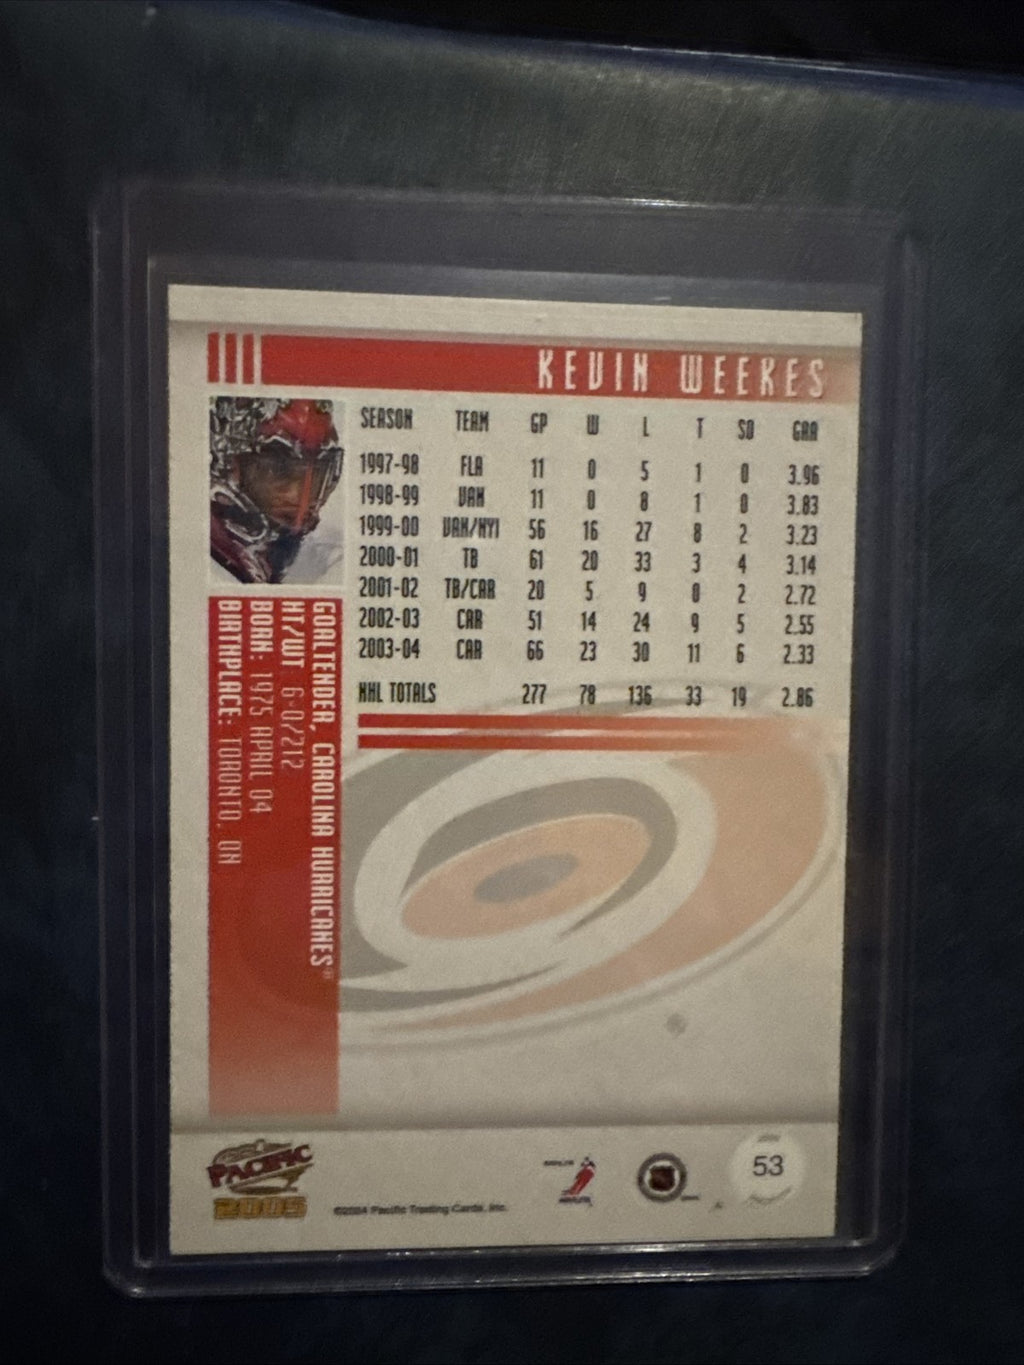 KEVIN WEEKES
SEASON TEAM GP W L T SO GAA
1997-98 FLA 11 0 5 1 0 3.96
1998-99 VAN 11 0 8 1 0 3.83
1999-00 VAN/NYI 56 16 27 8 2 3.23
2000-01 TB 61 20 33 3 4 3.14
2001-02 TB/CAR 20 5 9 0 2 2.72
2002-03 CAR 51 14 24 9 5 2.55
2003-04 CAR 66 23 30 11 6 2.33
NHL TOTALS 277 78 136 33 19 2.86
GOALTENDER, CAROLINA HURRICANES®
HT/WT 6-0/212
BORN: 1975 APRIL 04
BIRTHPLACE: TORONTO, ON
PACIFIC
2005
©2004 Pacific Trading Cards, Inc.
53